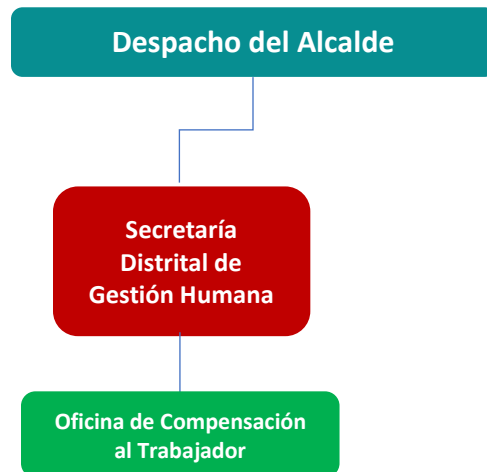 Despacho del Alcalde
Secretaría
Distrital de
Gestión Humana
Oficina de Compensación
al Trabajador